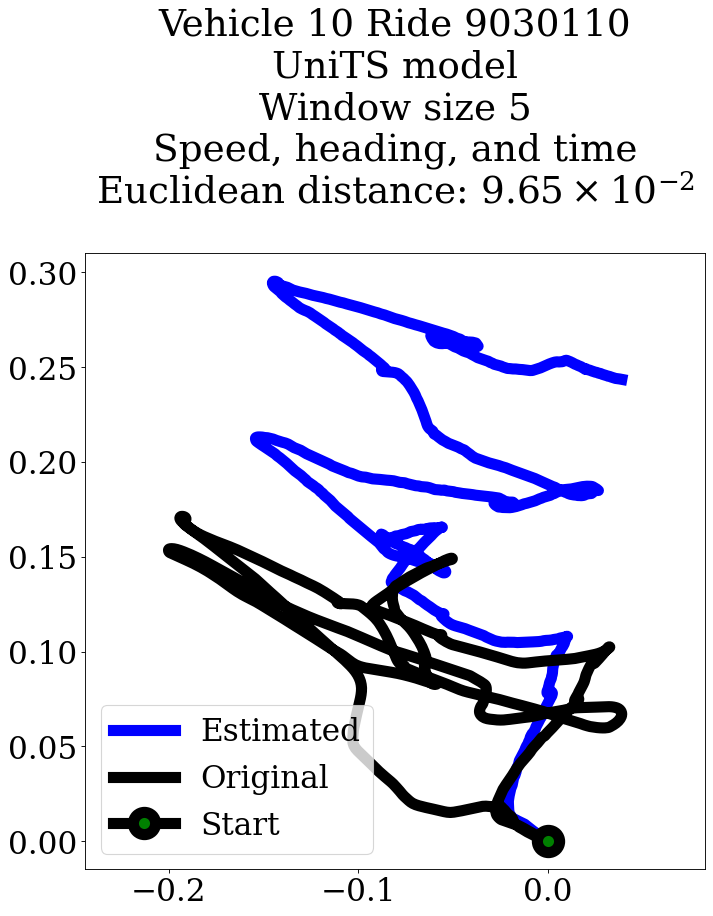 Vehicle 10 Ride 9030110
UniTS model
Window size 5
Speed, heading, and time
Euclidean distance: 9.65 × 10⁻²
0.30
0.25
0.20
0.15
0.10
0.05
0.00
Estimated
Original
Start
−0.2 −0.1 0.0